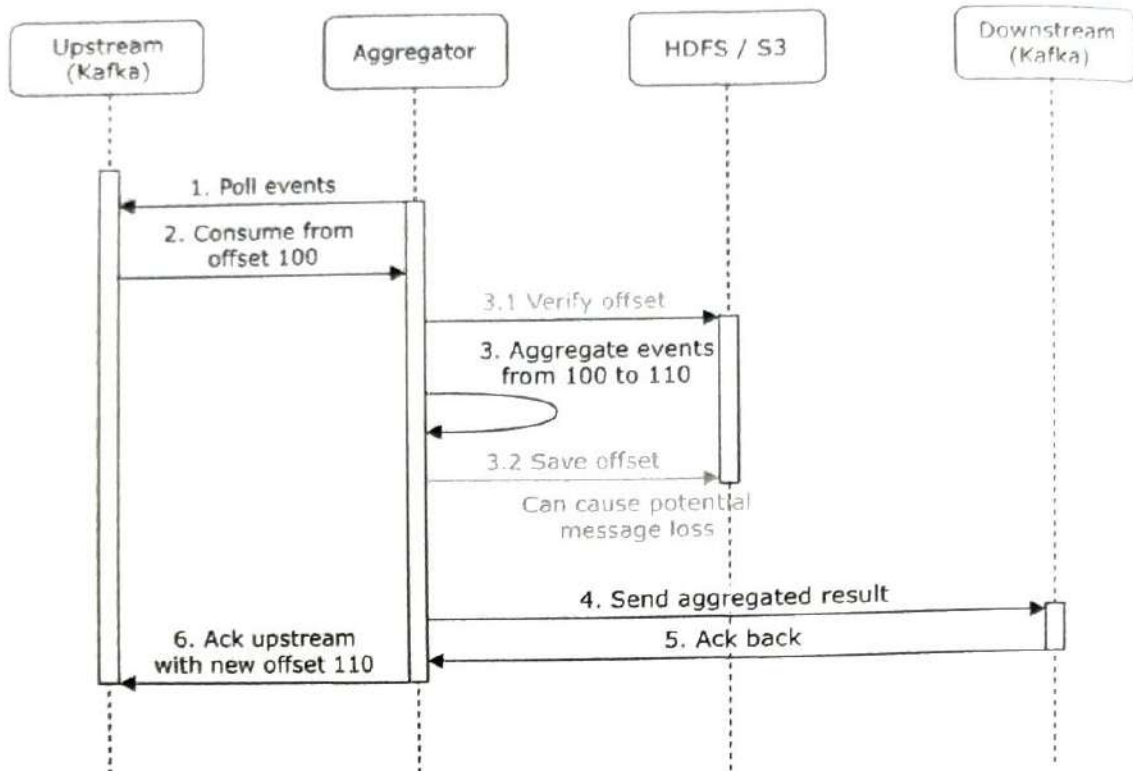 Upstream
(Kafka)
Aggregator
HDFS / S3
Downstream
(Kafka)
1. Poll events
2. Consume from
offset 100
3.1 Verify offset
3. Aggregate events
from 100 to 110
3.2 Save offset
Can cause potential
message loss
4. Send aggregated result
5. Ack back
6. Ack upstream
with new offset 110